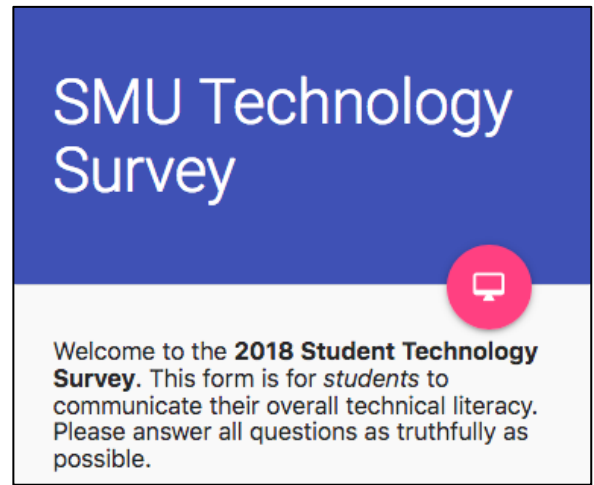 SMU Technology
Survey
Welcome to the 2018 Student Technology
Survey. This form is for students to
communicate their overall technical literacy.
Please answer all questions as truthfully as
possible.